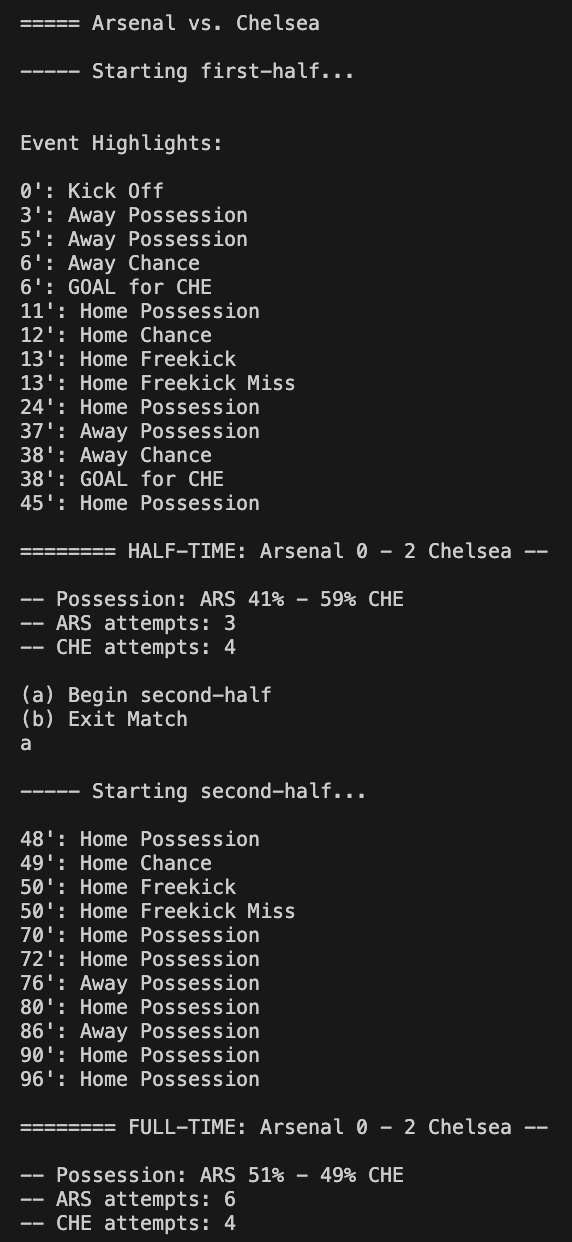 ===== Arsenal vs. Chelsea
----- Starting first-half...
Event Highlights:
0': Kick Off
3': Away Possession
5': Away Possession
6': Away Chance
6': GOAL for CHE
11': Home Possession
12': Home Chance
13': Home Freekick
13': Home Freekick Miss
24': Home Possession
37': Away Possession
38': Away Chance
38': GOAL for CHE
45': Home Possession
======== HALF-TIME: Arsenal 0 - 2 Chelsea --
-- Possession: ARS 41% - 59% CHE
-- ARS attempts: 3
-- CHE attempts: 4
(a) Begin second-half
(b) Exit Match
a
----- Starting second-half...
48': Home Possession
49': Home Chance
50': Home Freekick
50': Home Freekick Miss
70': Home Possession
72': Home Possession
76': Away Possession
80': Home Possession
86': Away Possession
90': Home Possession
96': Home Possession
======== FULL-TIME: Arsenal 0 - 2 Chelsea --
-- Possession: ARS 51% - 49% CHE
-- ARS attempts: 6
-- CHE attempts: 4